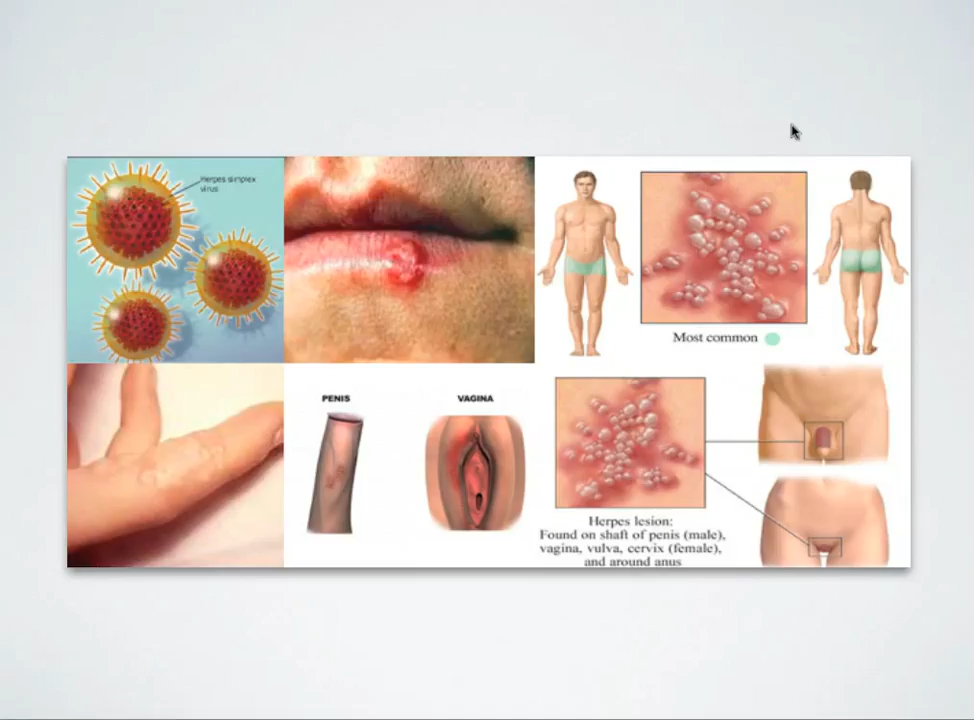 Herpes simplex
virus
Most common
PENIS
VAGINA
Herpes lesion:
Found on shaft of penis (male),
vagina, vulva, cervix (female),
and around anus